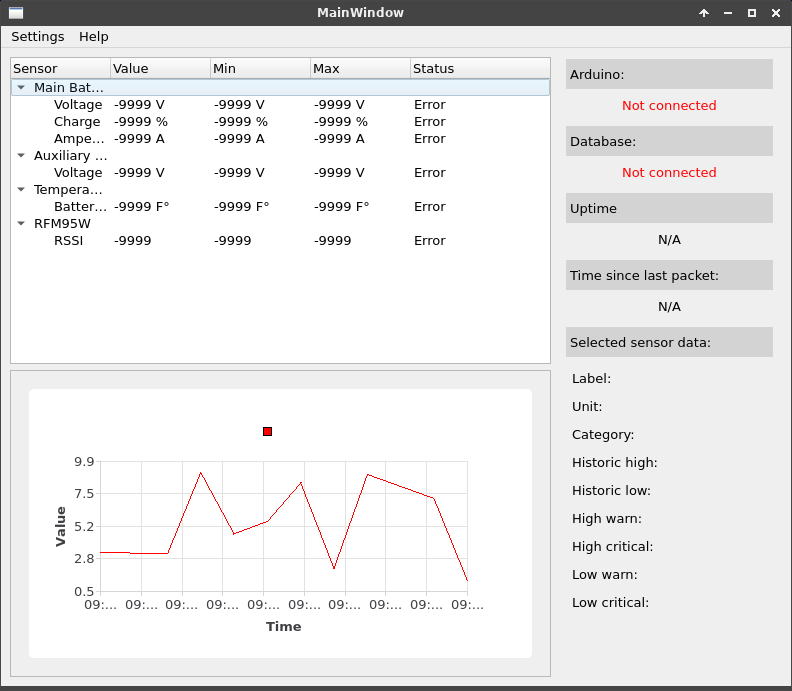 MainWindow
Settings Help
Sensor Value Min Max Status
Main Bat...
Voltage -9999 V -9999 V -9999 V Error
Charge -9999 % -9999 % -9999 % Error
Ampe... -9999 A -9999 A -9999 A Error
Auxiliary ...
Voltage -9999 V -9999 V -9999 V Error
Tempera...
Batter... -9999 F° -9999 F° -9999 F° Error
RFM95W
RSSI -9999 -9999 -9999 Error
9.9
7.5
5.2
2.8
0.5
Value
09:... 09:... 09:... 09:... 09:... 09:... 09:... 09:... 09:... 09:...
Time
Arduino:
Not connected
Database:
Not connected
Uptime
N/A
Time since last packet:
N/A
Selected sensor data:
Label:
Unit:
Category:
Historic high:
Historic low:
High warn:
High critical:
Low warn:
Low critical: